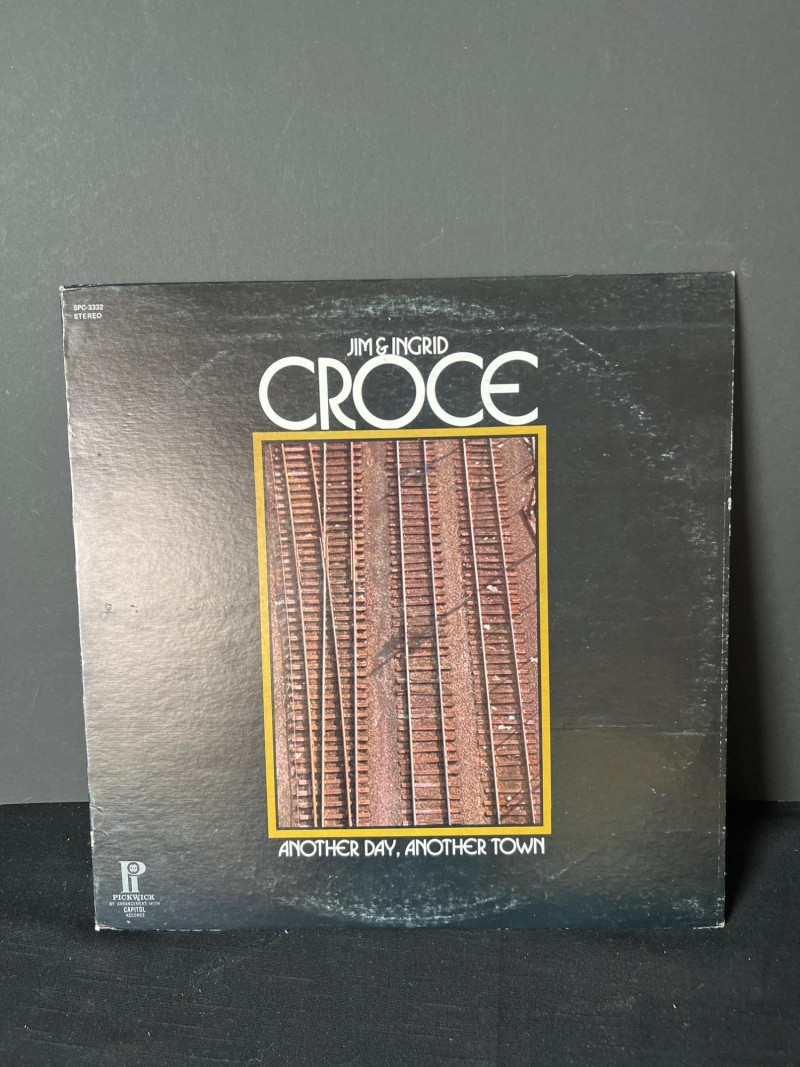 SPC-3332
STEREO
JIM & INGRID
CROCE
ANOTHER DAY, ANOTHER TOWN
PICKWICK
BY ARRANGEMENT WITH
CAPITOL
RECORDS